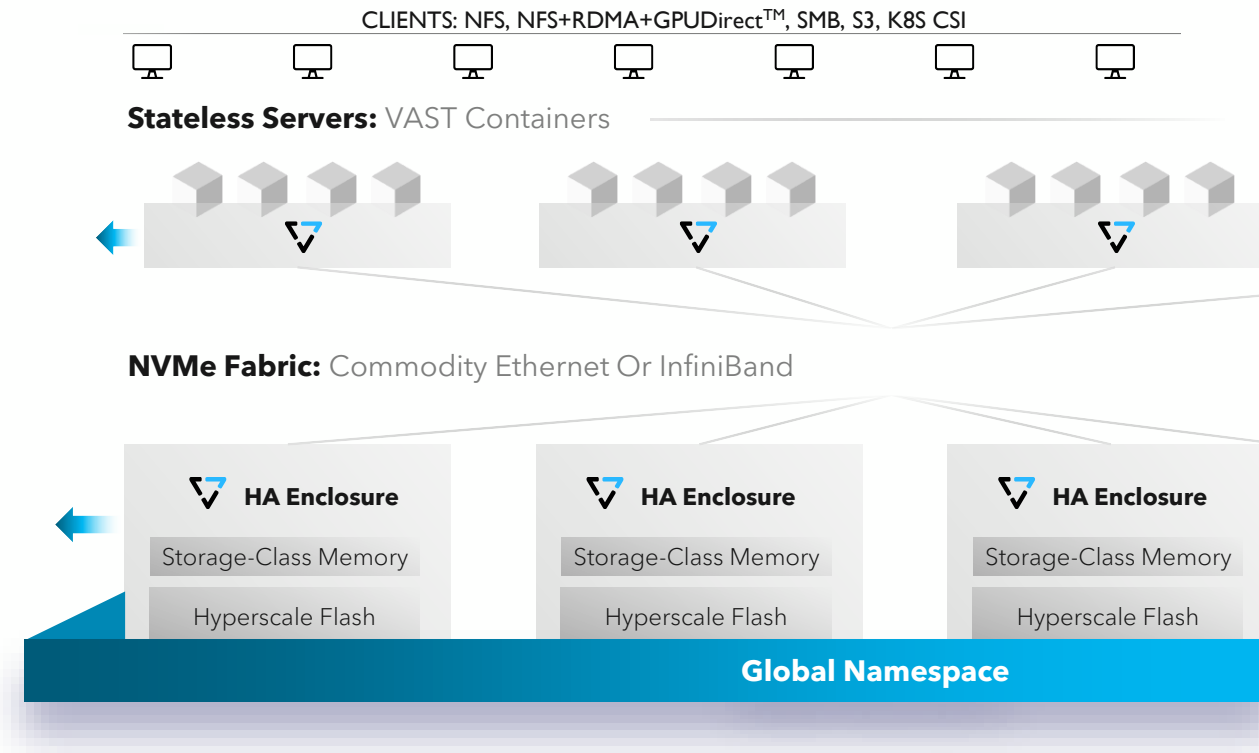 CLIENTS: NFS, NFS+RDMA+GPUDirect™, SMB, S3, K8S CSI
Stateless Servers: VAST Containers
NVMe Fabric: Commodity Ethernet Or InfiniBand
HA Enclosure
HA Enclosure
HA Enclosure
Storage-Class Memory
Storage-Class Memory
Storage-Class Memory
Hyperscale Flash
Hyperscale Flash
Hyperscale Flash
Global Namespace